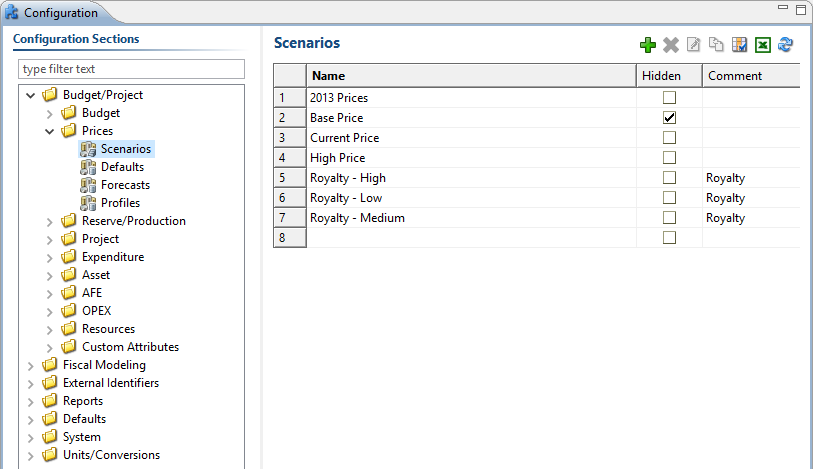 Configuration
Configuration Sections
type filter text
Budget/Project
Budget
Prices
Scenarios
Defaults
Forecasts
Profiles
Reserve/Production
Project
Expenditure
Asset
AFE
OPEX
Resources
Custom Attributes
Fiscal Modeling
External Identifiers
Reports
Defaults
System
Units/Conversions
Scenarios
Name Hidden Comment
1 2013 Prices
2 Base Price
3 Current Price
4 High Price
5 Royalty - High Royalty
6 Royalty - Low Royalty
7 Royalty - Medium Royalty
8